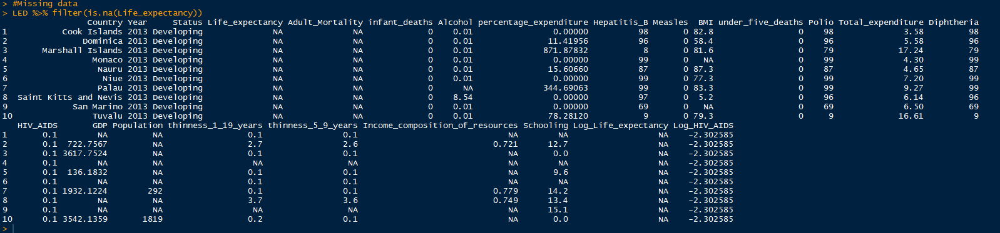 > #Missing data
> LED %>% filter(is.na(Life_expectancy))
Country Year Status Life_expectancy Adult_Mortality infant_deaths Alcohol percentage_expenditure Hepatitis_B Measles BMI under_five_deaths Polio Total_expenditure Diphtheria
1 Cook Islands 2013 Developing NA NA 0 0.01 0.00000 98 0 82.8 0 98 3.58 98
2 Dominica 2013 Developing NA NA 0 0.01 11.41956 96 0 58.4 0 96 5.58 96
3 Marshall Islands 2013 Developing NA NA 0 0.01 871.87832 8 0 81.6 0 79 17.24 79
4 Monaco 2013 Developing NA NA 0 0.01 0.00000 99 0 NA 0 99 4.30 99
5 Nauru 2013 Developing NA NA 0 0.01 15.60660 87 0 87.3 0 87 4.65 87
6 Niue 2013 Developing NA NA 0 0.01 0.00000 99 0 77.3 0 99 7.20 99
7 Palau 2013 Developing NA NA 0 NA 344.69063 99 0 83.3 0 99 9.27 99
8 Saint Kitts and Nevis 2013 Developing NA NA 0 8.54 0.00000 97 0 5.2 0 96 6.14 96
9 San Marino 2013 Developing NA NA 0 0.01 0.00000 69 0 NA 0 69 6.50 69
10 Tuvalu 2013 Developing NA NA 0 0.01 78.28120 9 0 79.3 0 9 16.61 9
HIV_AIDS GDP Population thinness_1_19_years thinness_5_9_years Income_composition_of_resources Schooling Log_Life_expectancy Log_HIV_AIDS
1 0.1 NA NA 0.1 0.1 NA NA NA -2.302585
2 0.1 722.7567 NA 2.7 2.6 0.721 12.7 NA -2.302585
3 0.1 3617.7524 NA 0.1 0.1 NA 0.0 NA -2.302585
4 0.1 NA NA NA NA NA NA NA -2.302585
5 0.1 136.1832 NA 0.1 0.1 NA 9.6 NA -2.302585
6 0.1 NA NA 0.1 0.1 NA NA NA -2.302585
7 0.1 1932.1224 292 0.1 0.1 0.779 14.2 NA -2.302585
8 0.1 NA NA 3.7 3.6 0.749 13.4 NA -2.302585
9 0.1 NA NA NA NA NA 15.1 NA -2.302585
10 0.1 3542.1359 1819 0.2 0.1 NA 0.0 NA -2.302585
>